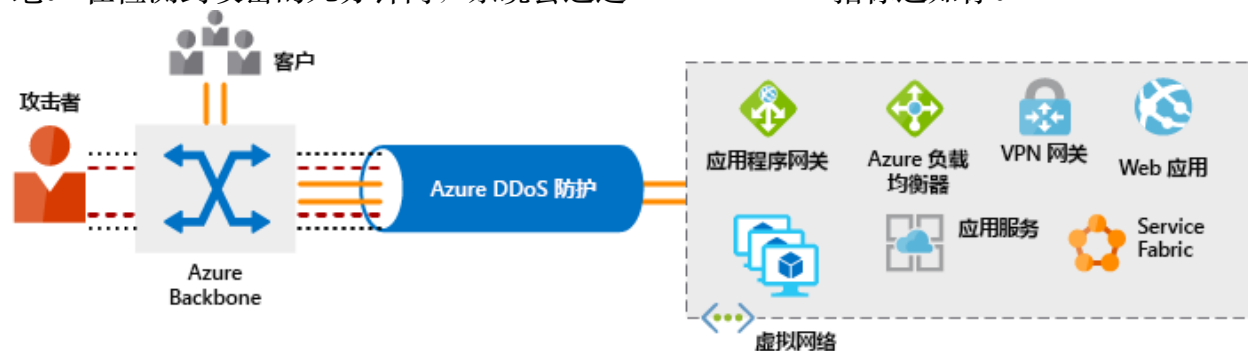 客户
攻击者
应用程序网关
Azure 负载
均衡器
VPN 网关
Web 应用
Azure DDoS 防护
应用服务
Service
Fabric
Azure
Backbone
虚拟网络